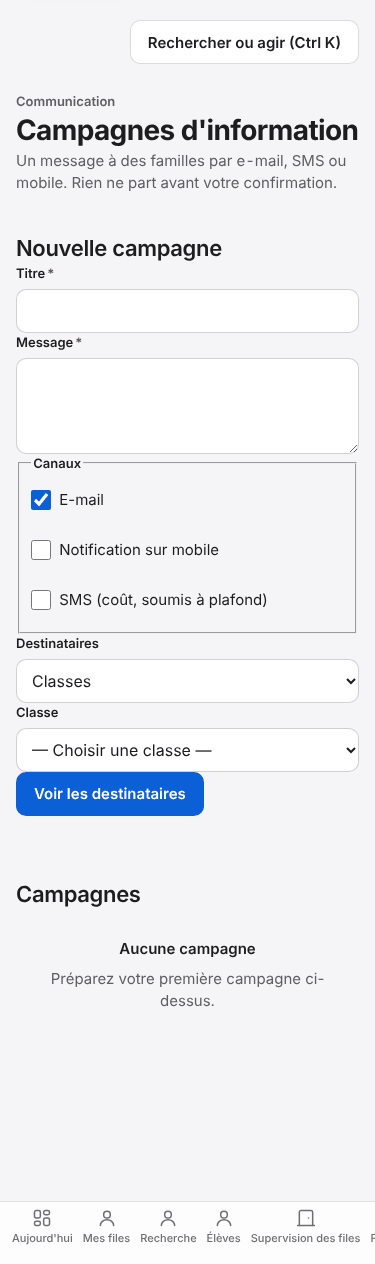 Rechercher ou agir (Ctrl K)
Communication
Campagnes d'information
Un message à des familles par e-mail, SMS ou
mobile. Rien ne part avant votre confirmation.
Nouvelle campagne
Titre *
Message *
Canaux
E-mail
Notification sur mobile
SMS (coût, soumis à plafond)
Destinataires
Classes
Classe
— Choisir une classe —
Voir les destinataires
Campagnes
Aucune campagne
Préparez votre première campagne ci-
dessus.
Aujourd'hui Mes files Recherche Élèves Supervision des files